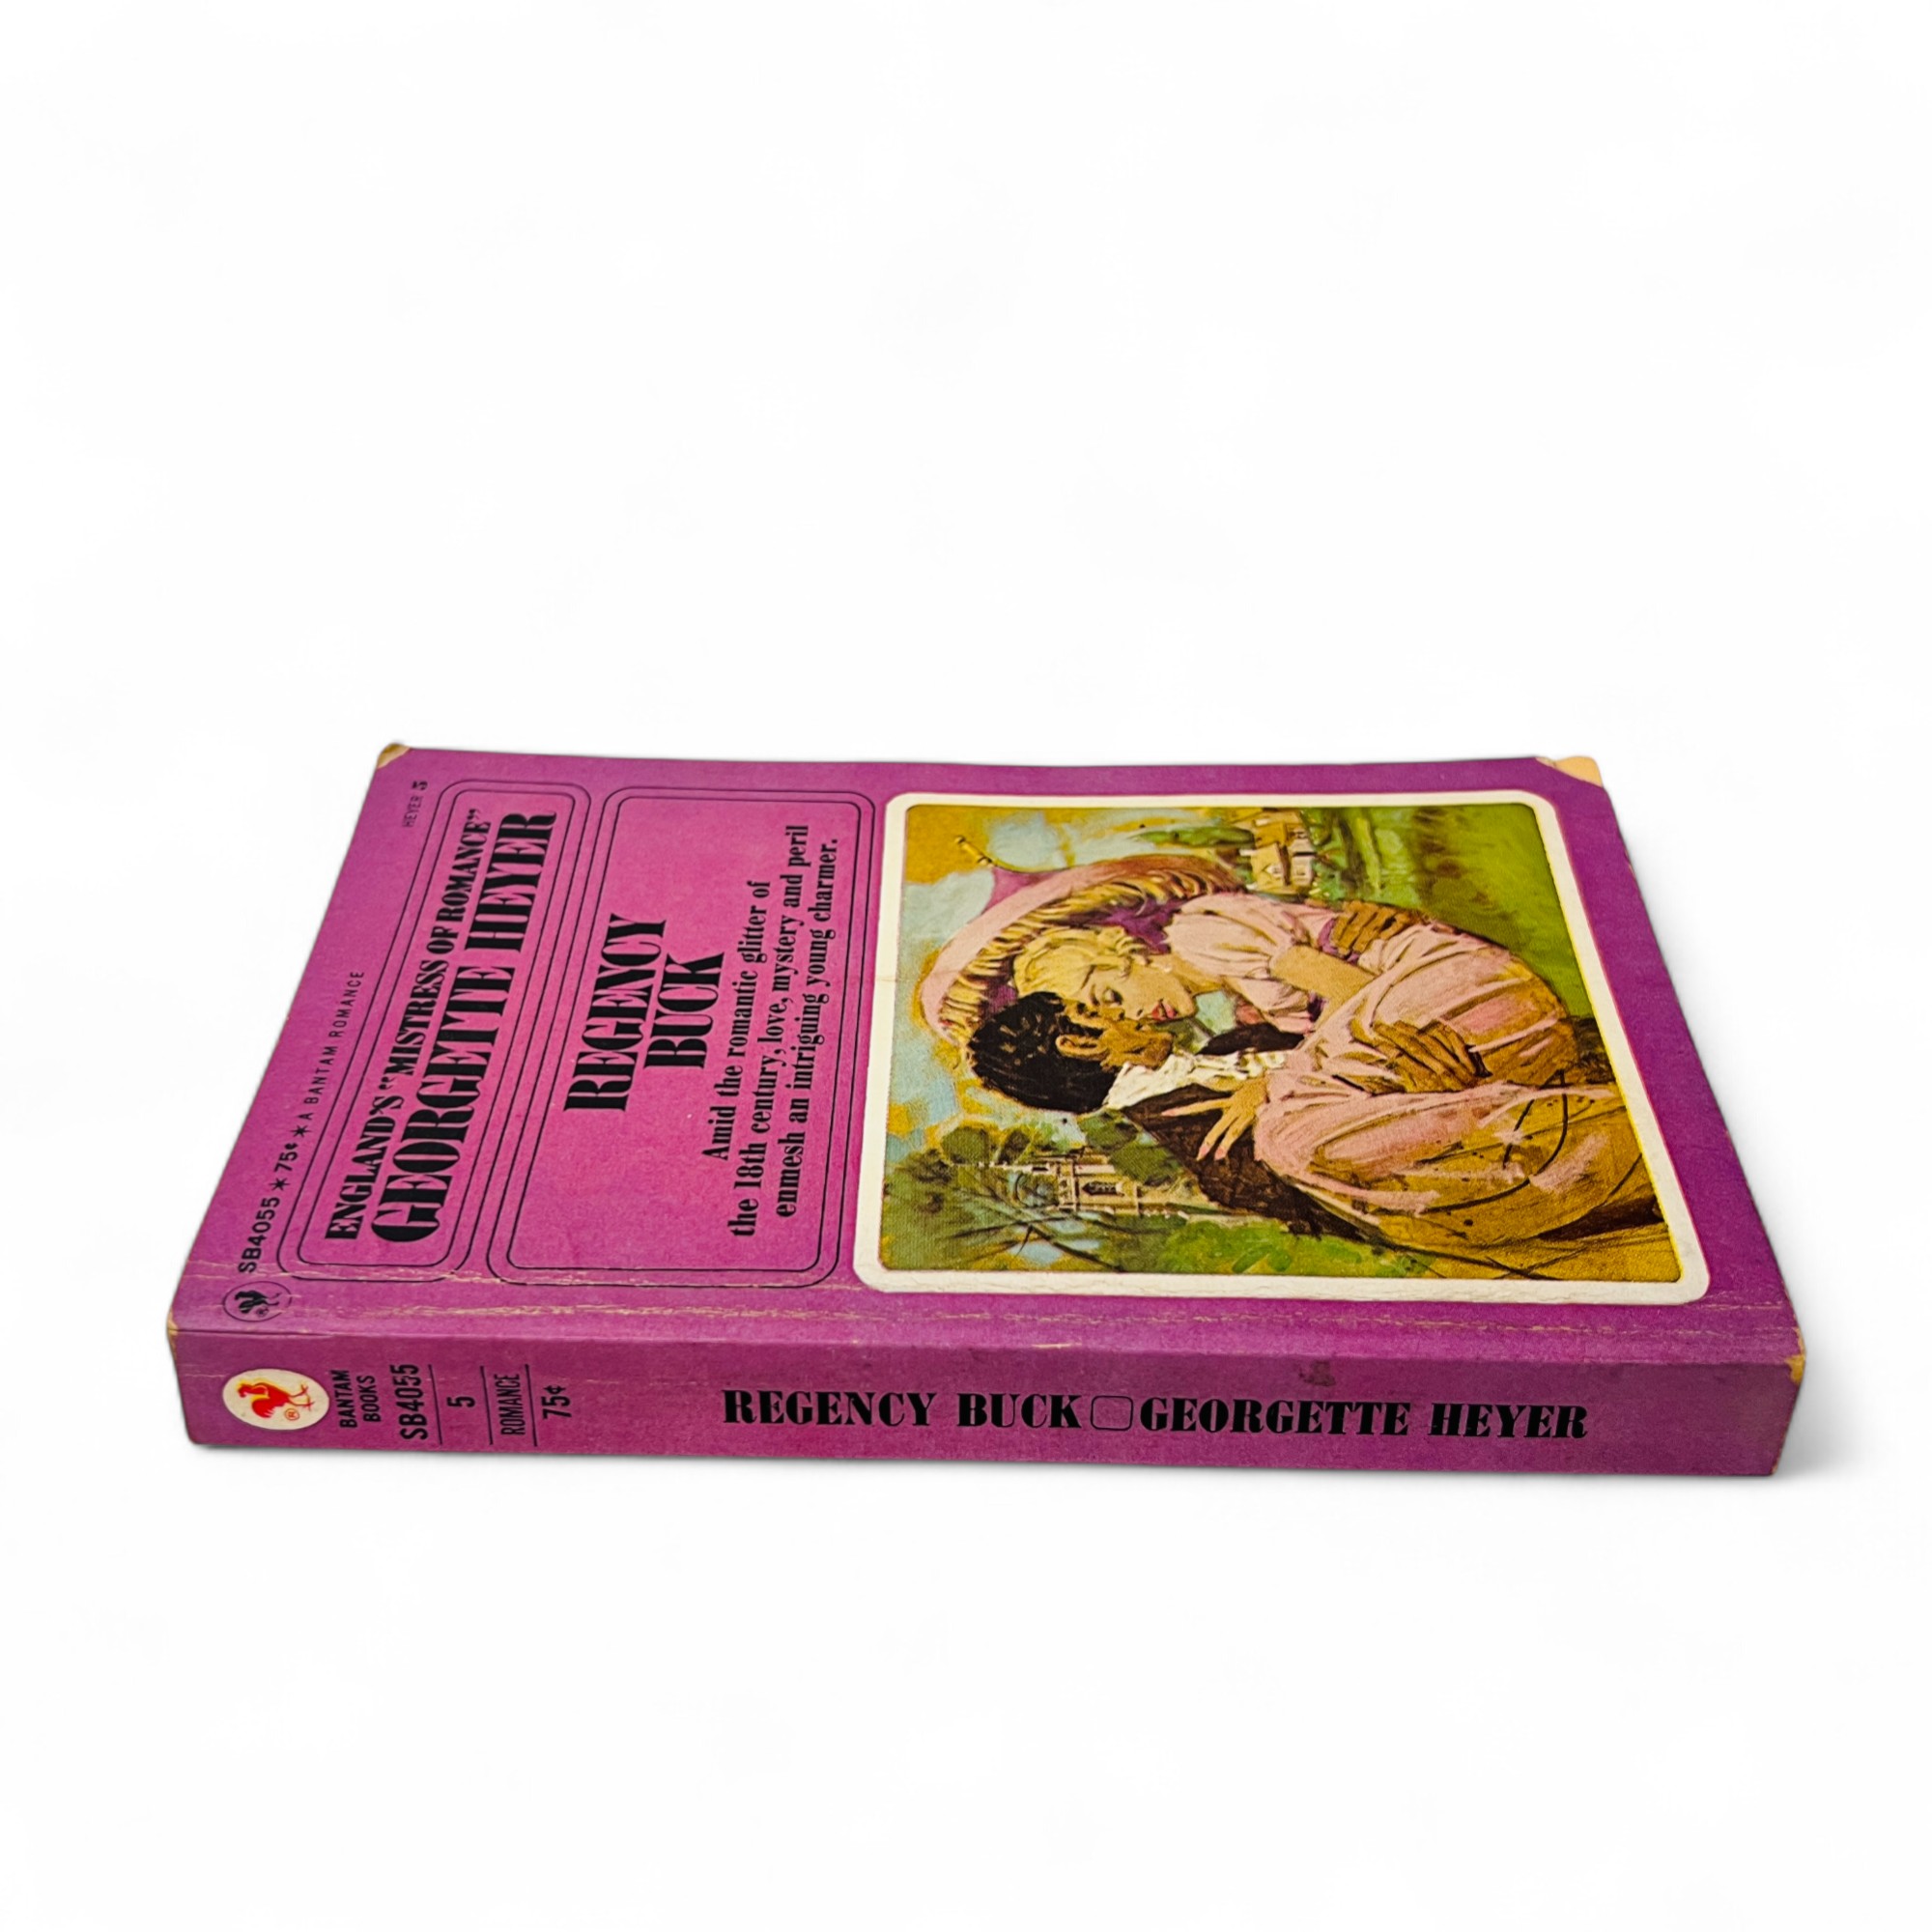 HEYER 5
SB4055 * 75¢ * A BANTAM ROMANCE
ENGLAND'S "MISTRESS OF ROMANCE"
GEORGETTE HEYER
REGENCY
BUCK
Amid the romantic glitter of
the 18th century, love, mystery and peril
enmesh an intriguing young charmer.
®
BANTAM
BOOKS
SB4055
5
ROMANCE
75¢
REGENCY BUCK GEORGETTE HEYER